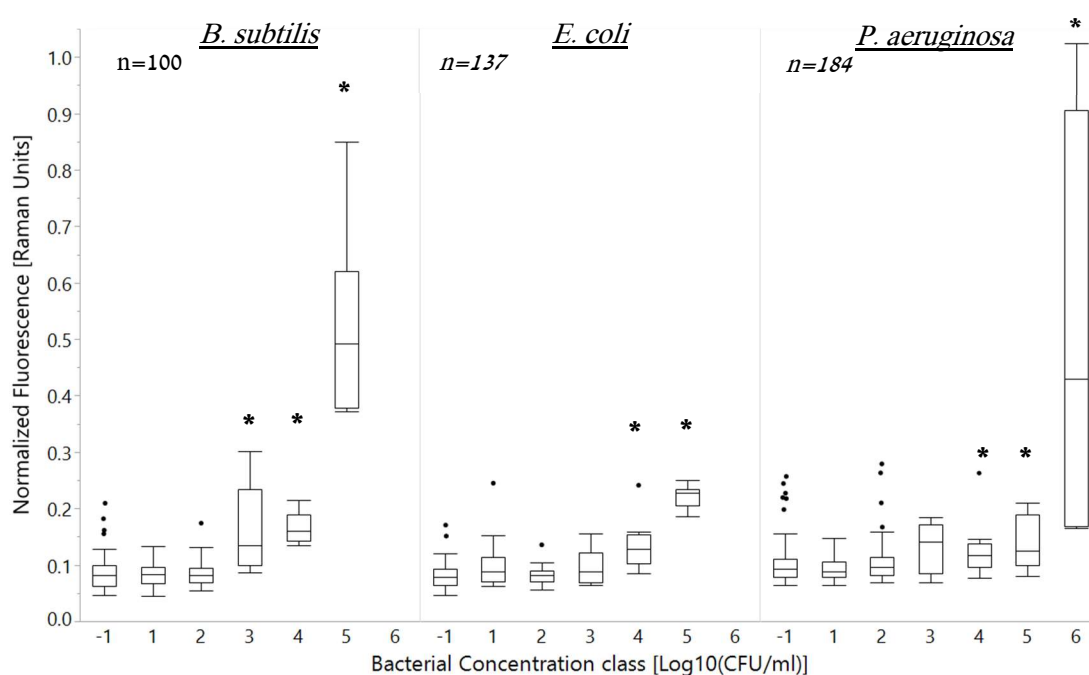 B. subtilis E. coli P. aeruginosa
n=100 n=137 n=184
* * * * * * * *
Normalized Fluorescence [Raman Units]
1.0
0.9
0.8
0.7
0.6
0.5
0.4
0.3
0.2
0.1
0.0
-1 1 2 3 4 5 6 -1 1 2 3 4 5 6 -1 1 2 3 4 5 6
Bacterial Concentration class [Log10(CFU/ml)]